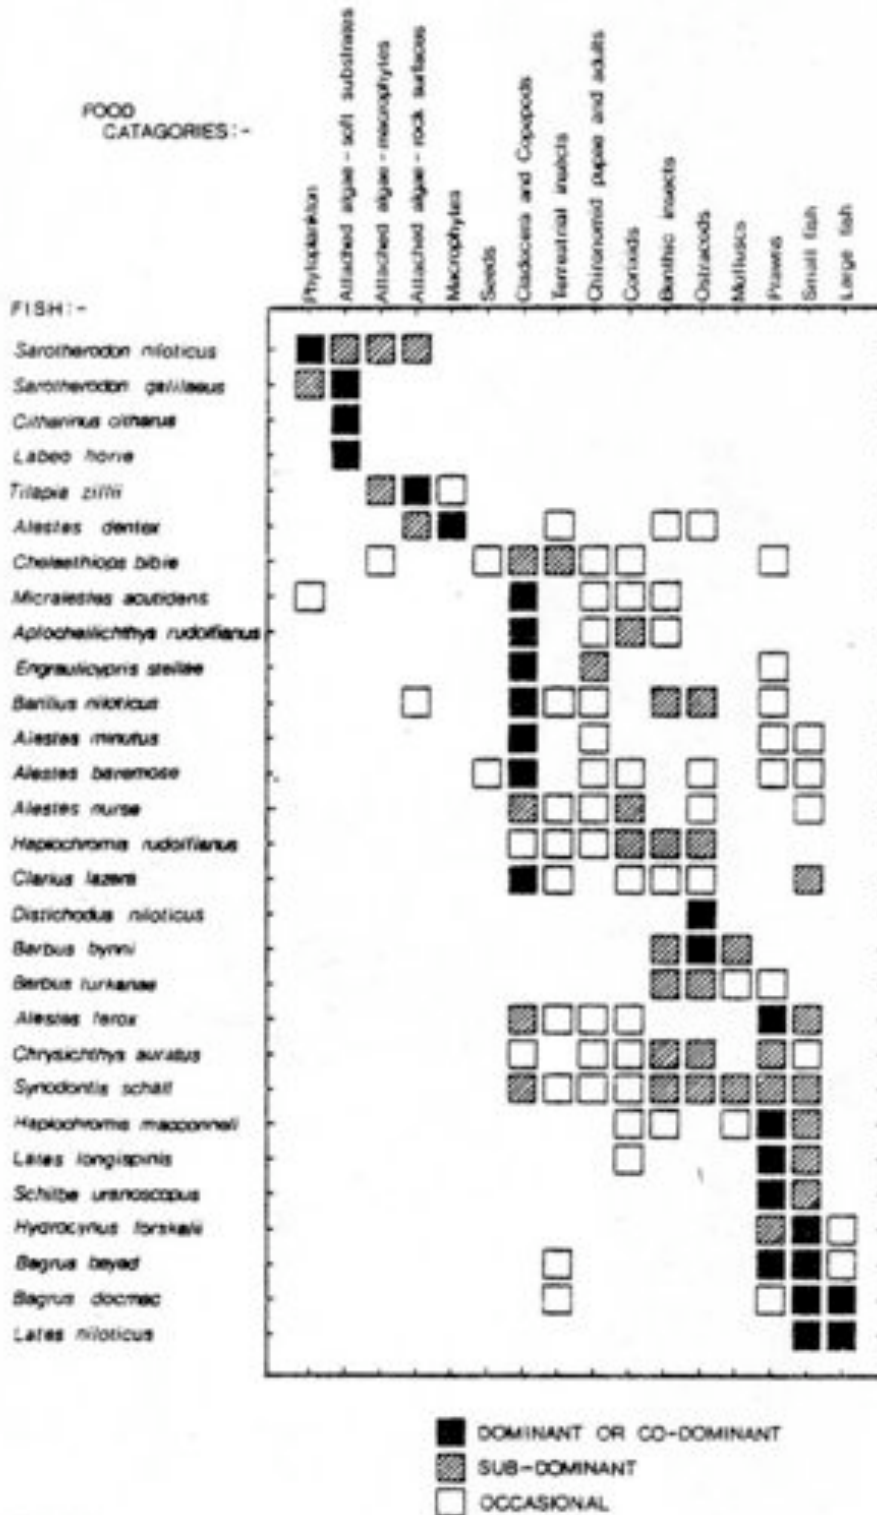 FOOD
CATAGORIES:-
Phytoplankton
Attached algae - soft substrates
Attached algae - macrophytes
Attached algae - rock surfaces
Macrophytes
Seeds
Cladocera and Copepods
Terrestrial insects
Chironomid pupae and adults
Corixids
Benthic insects
Ostracods
Molluscs
Prawns
Small fish
Large fish
FISH:-
Sarotherodon niloticus
Sarotherodon galilaeus
Citharinus citharus
Labeo horie
Tilapia zillii
Alestes dentex
Chelaethiops bibie
Micralestes acutidens
Aplocheilichthys rudolfianus
Engraulicypris stellae
Barilius niloticus
Alestes minutus
Alestes baremose
Alestes nurse
Haplochromis rudolfianus
Clarius lazera
Distichodus niloticus
Barbus bynni
Barbus turkanae
Alestes ferox
Chrysichthys auratus
Synodontis schall
Haplochromis macconneli
Lates longispinis
Schilbe uranoscopus
Hydrocynus forskalii
Bagrus bayad
Bagrus docmac
Lates niloticus
DOMINANT OR CO-DOMINANT
SUB-DOMINANT
OCCASIONAL